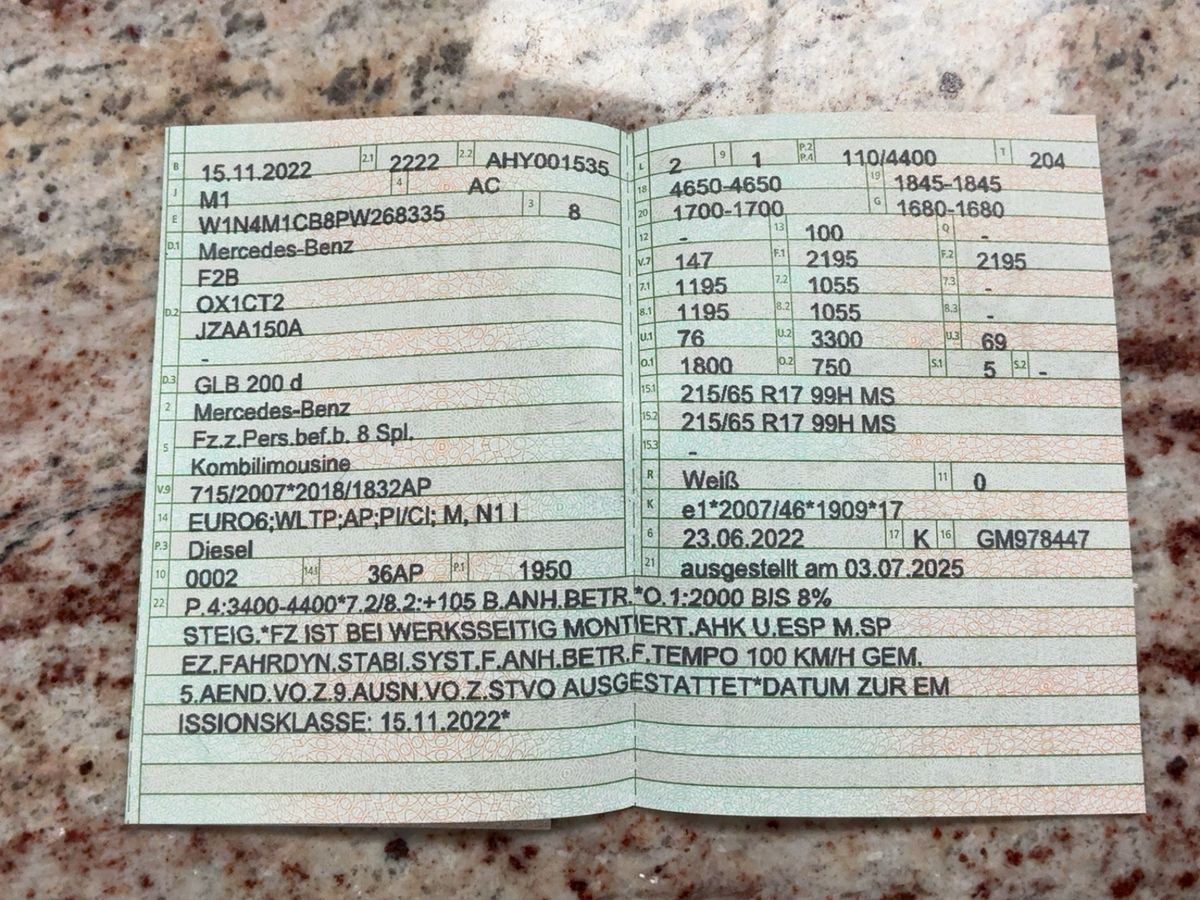 B 15.11.2022 2.1 2222 2.2 AHY001535
J M1 4 AC
E W1N4M1CB8PW268335 3 8
D.1 Mercedes-Benz
F2B
D.2 OX1CT2
JZAA150A
-
D.3 GLB 200 d
2 Mercedes-Benz
5 Fz.z.Pers.bef.b. 8 Spl.
Kombilimousine
V.9 715/2007*2018/1832AP
14 EURO6;WLTP;AP;PI/CI; M, N1 I
P.3 Diesel
10 0002 14.1 36AP P.1 1950
L 2 9 1 P.2 P.4 110/4400 T 204
18 4650-4650 19 1845-1845
20 1700-1700 G 1680-1680
12 - 13 100 Q -
V.7 147 F.1 2195 F.2 2195
7.1 1195 7.2 1055 7.3 -
8.1 1195 8.2 1055 8.3 -
U.1 76 U.2 3300 U.3 69
O.1 1800 O.2 750 S.1 5 S.2 -
15.1 215/65 R17 99H MS
15.2 215/65 R17 99H MS
15.3 -
R Weiß 11 0
K e1*2007/46*1909*17
6 23.06.2022 17 K 16 GM978447
21 ausgestellt am 03.07.2025
22 P.4:3400-4400*7.2/8.2:+105 B.ANH.BETR.*O.1:2000 BIS 8%
STEIG.*FZ IST BEI WERKSSEITIG MONTIERT.AHK U.ESP M.SP
EZ.FAHRDYN.STABI.SYST.F.ANH.BETR.F.TEMPO 100 KM/H GEM.
5.AEND.VO.Z.9.AUSN.VO.Z.STVO AUSGESTATTET*DATUM ZUR EM
ISSIONSKLASSE: 15.11.2022*